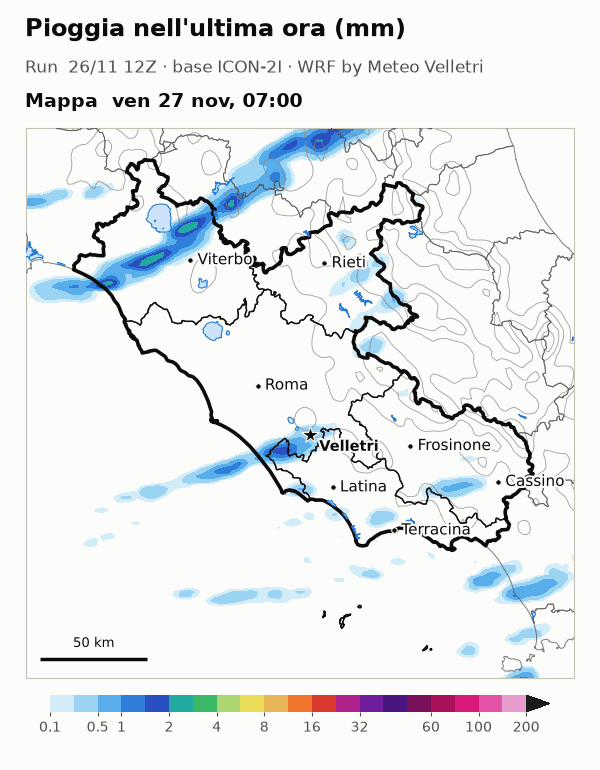 Pioggia nell'ultima ora (mm)
Run  26/11 12Z · base ICON-2I · WRF by Meteo Velletri
Mappa  ven 27 nov, 07:00
Viterbo
Rieti
Roma
Velletri
Frosinone
Cassino
Latina
Terracina
50 km
0.1 0.5 1 2 4 8 16 32 60 100 200